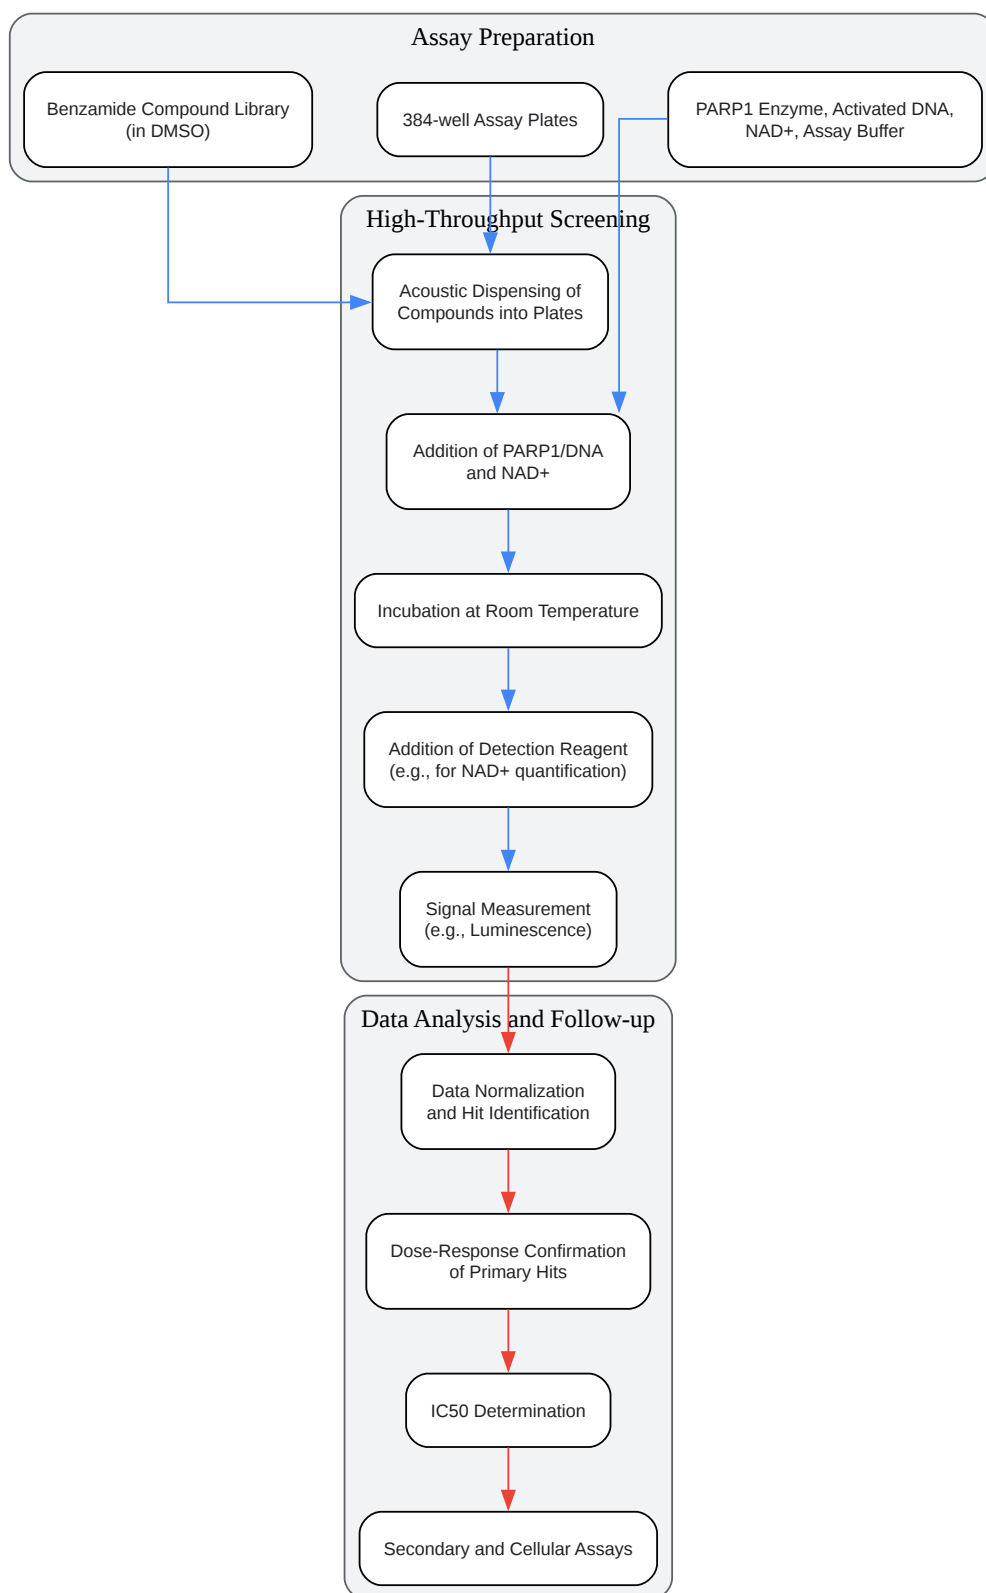 Assay Preparation
Benzamide Compound Library
(in DMSO)
384-well Assay Plates
PARP1 Enzyme, Activated DNA,
NAD+, Assay Buffer
High-Throughput Screening
Acoustic Dispensing of
Compounds into Plates
Addition of PARP1/DNA
and NAD+
Incubation at Room Temperature
Addition of Detection Reagent
(e.g., for NAD+ quantification)
Signal Measurement
(e.g., Luminescence)
Data Analysis and Follow-up
Data Normalization
and Hit Identification
Dose-Response Confirmation
of Primary Hits
IC50 Determination
Secondary and Cellular Assays